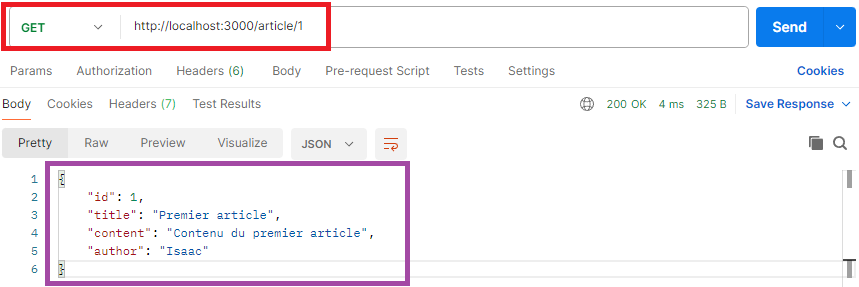 GET http://localhost:3000/article/1 Send
Params Authorization Headers (6) Body Pre-request Script Tests Settings Cookies
Body Cookies Headers (7) Test Results 200 OK 4 ms 325 B Save Response
Pretty Raw Preview Visualize JSON
1 {
2 "id": 1,
3 "title": "Premier article",
4 "content": "Contenu du premier article",
5 "author": "Isaac"
6 }